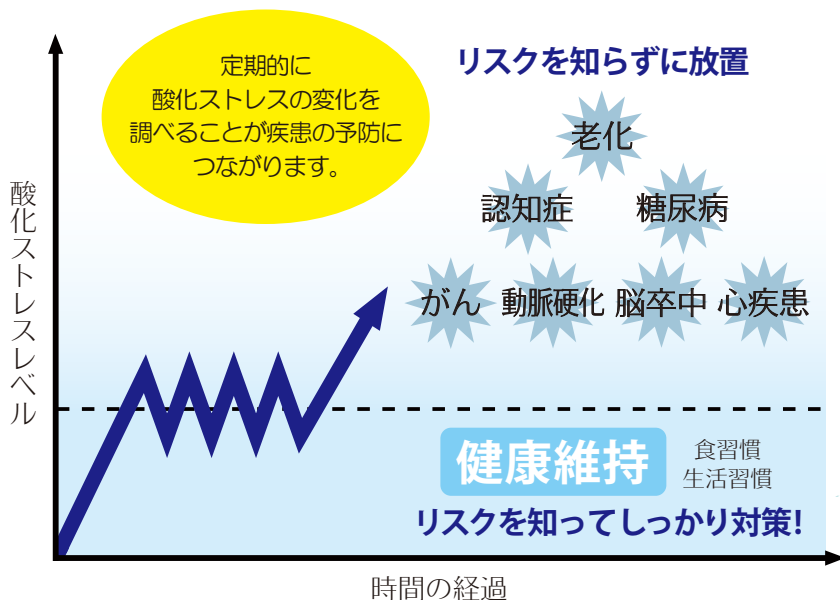 定期的に
酸化ストレスの変化を
調べることが疾患の予防に
つながります。
リスクを知らずに放置
老化
認知症
糖尿病
がん
動脈硬化
脳卒中
心疾患
酸化ストレスレベル
健康維持
食習慣
生活習慣
リスクを知ってしっかり対策!
時間の経過